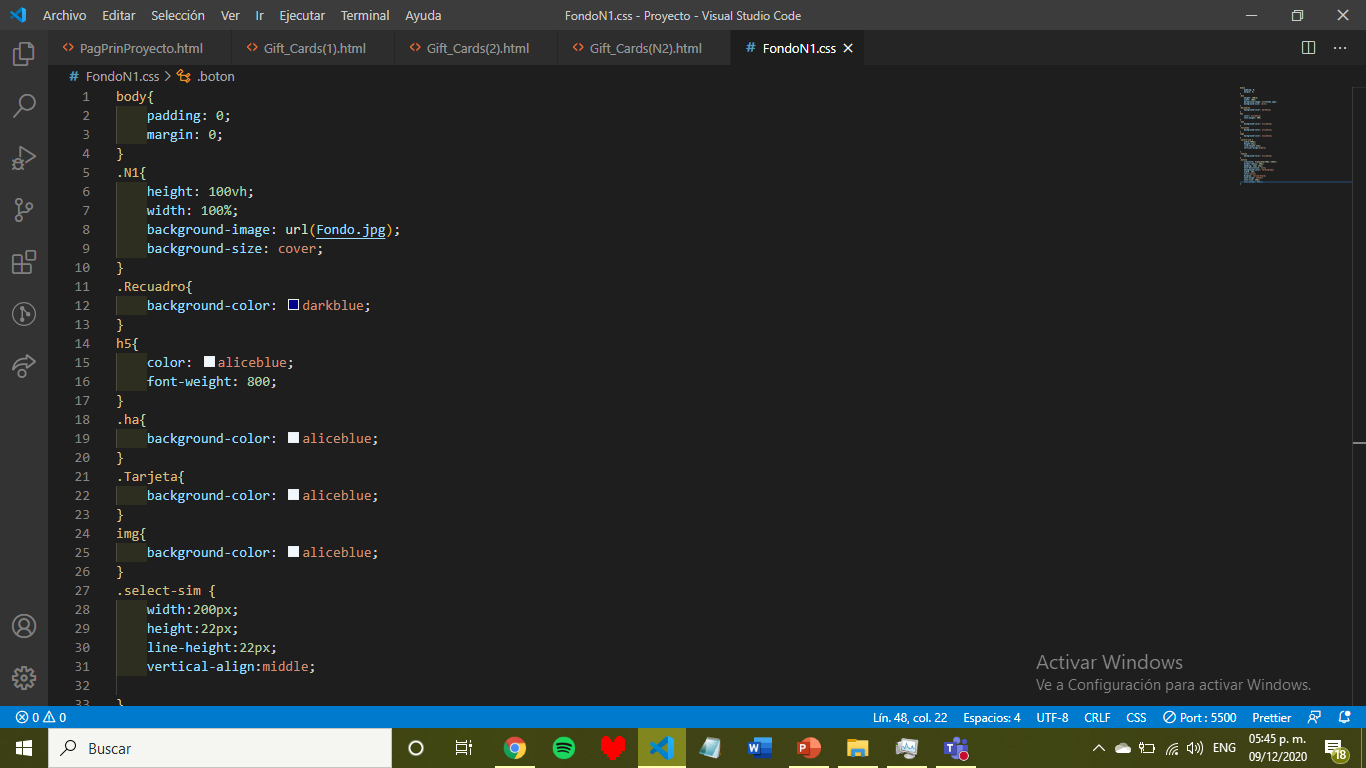 Archivo Editar Selección Ver Ir Ejecutar Terminal Ayuda FondoN1.css - Proyecto - Visual Studio Code
PagPrinProyecto.html Gift_Cards(1).html Gift_Cards(2).html Gift_Cards(N2).html # FondoN1.css
# FondoN1.css > .boton
1 body{
2 padding: 0;
3 margin: 0;
4 }
5 .N1{
6 height: 100vh;
7 width: 100%;
8 background-image: url(Fondo.jpg);
9 background-size: cover;
10 }
11 .Recuadro{
12 background-color: darkblue;
13 }
14 h5{
15 color: aliceblue;
16 font-weight: 800;
17 }
18 .ha{
19 background-color: aliceblue;
20 }
21 .Tarjeta{
22 background-color: aliceblue;
23 }
24 img{
25 background-color: aliceblue;
26 }
27 .select-sim {
28 width:200px;
29 height:22px;
30 line-height:22px;
31 vertical-align:middle;
32
33 }
Activar Windows
Ve a Configuración para activar Windows.
0 0 Lín. 48, col. 22 Espacios: 4 UTF-8 CRLF CSS Port : 5500 Prettier
Buscar
ENG
05:45 p. m.
09/12/2020
18